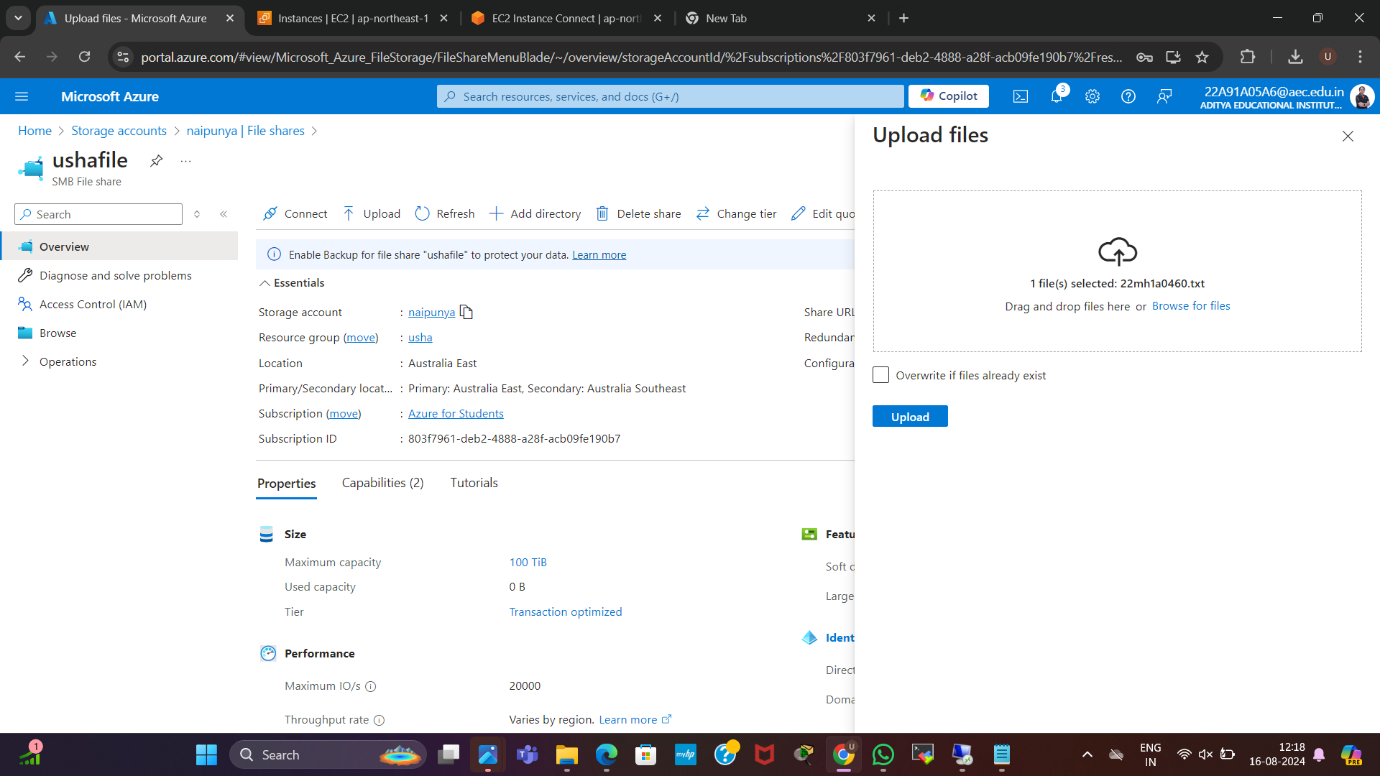 Upload files - Microsoft Azure
Instances | EC2 | ap-northeast-1
EC2 Instance Connect | ap-nort
New Tab
portal.azure.com/#view/Microsoft_Azure_FileStorage/FileShareMenuBlade/~/overview/storageAccountId/%2Fsubscriptions%2F803f7961-deb2-4888-a28f-acb09fe190b7%2Fres...
U
Microsoft Azure
Search resources, services, and docs (G+/)
Copilot
3
22A91A05A6@aec.edu.in
ADITYA EDUCATIONAL INSTITUT...
Home > Storage accounts > naipunya | File shares >
ushafile
...
SMB File share
Search
Overview
Diagnose and solve problems
Access Control (IAM)
Browse
Operations
Connect Upload Refresh Add directory Delete share Change tier Edit quo
Enable Backup for file share "ushafile" to protect your data. Learn more
Essentials
Storage account : naipunya
Resource group (move) : usha
Location : Australia East
Primary/Secondary locat... : Primary: Australia East, Secondary: Australia Southeast
Subscription (move) : Azure for Students
Subscription ID : 803f7961-deb2-4888-a28f-acb09fe190b7
Share URL
Redundan
Configura
Properties Capabilities (2) Tutorials
Size
Maximum capacity 100 TiB
Used capacity 0 B
Tier Transaction optimized
Performance
Maximum IO/s 20000
Throughput rate Varies by region. Learn more
Featu
Soft d
Large
Ident
Direct
Doma
Upload files
1 file(s) selected: 22mh1a0460.txt
Drag and drop files here or Browse for files
Overwrite if files already exist
Upload
1
Search
myhp
U
ENG
IN
12:18
16-08-2024
PRE